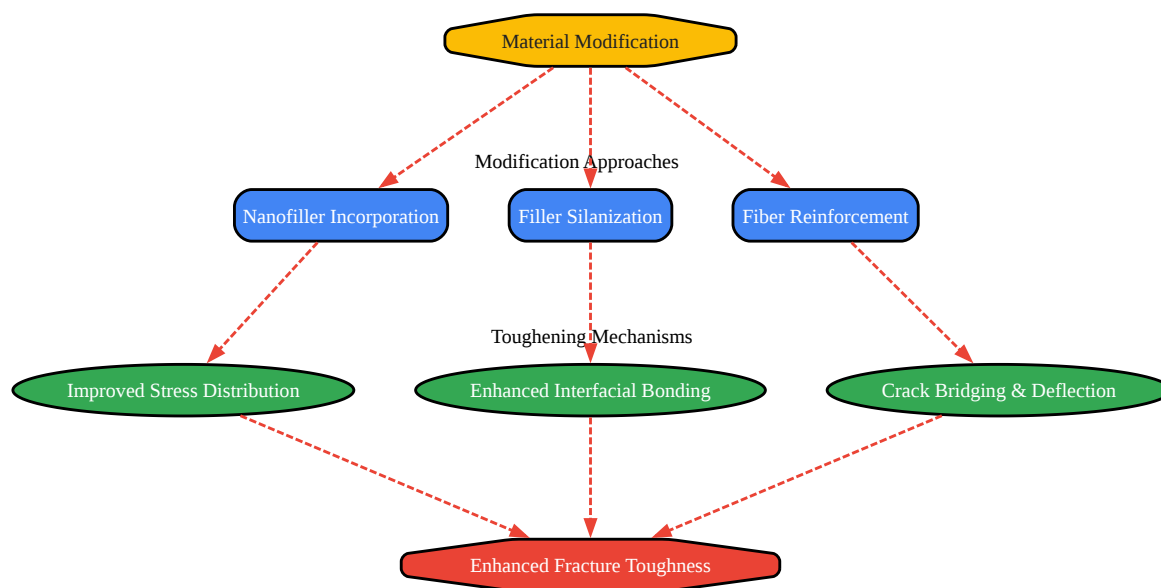 Material Modification
Modification Approaches
Nanofiller Incorporation
Filler Silanization
Fiber Reinforcement
Toughening Mechanisms
Improved Stress Distribution
Enhanced Interfacial Bonding
Crack Bridging & Deflection
Enhanced Fracture Toughness